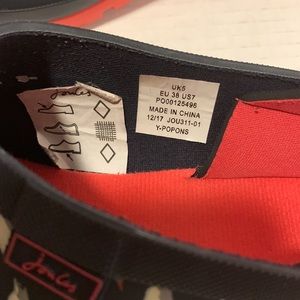 Joules
UK5
EU 38 US7
PO00125496
MADE IN CHINA
12/17 JOU311-01
Y-POPONS
Joules